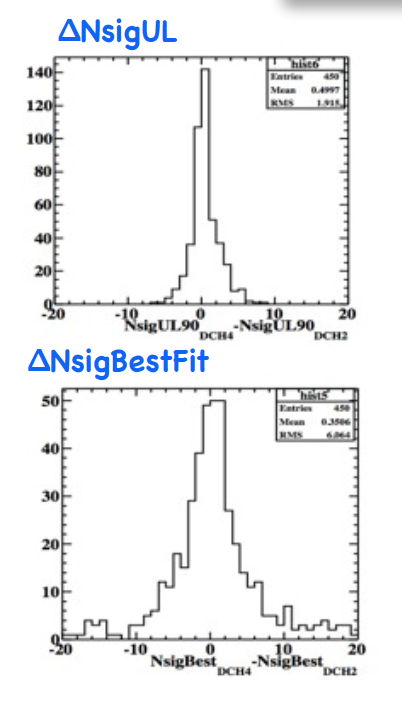 ΔNsigUL
hist6
Entries 450
Mean 0.4997
RMS 1.915
140
120
100
80
60
40
20
0
-20 -10 0 10 20
NsigUL90DCH4-NsigUL90DCH2
ΔNsigBestFit
hist5
Entries 450
Mean 0.3506
RMS 6.064
50
40
30
20
10
0
-20 -10 0 10 20
NsigBestDCH4-NsigBestDCH2